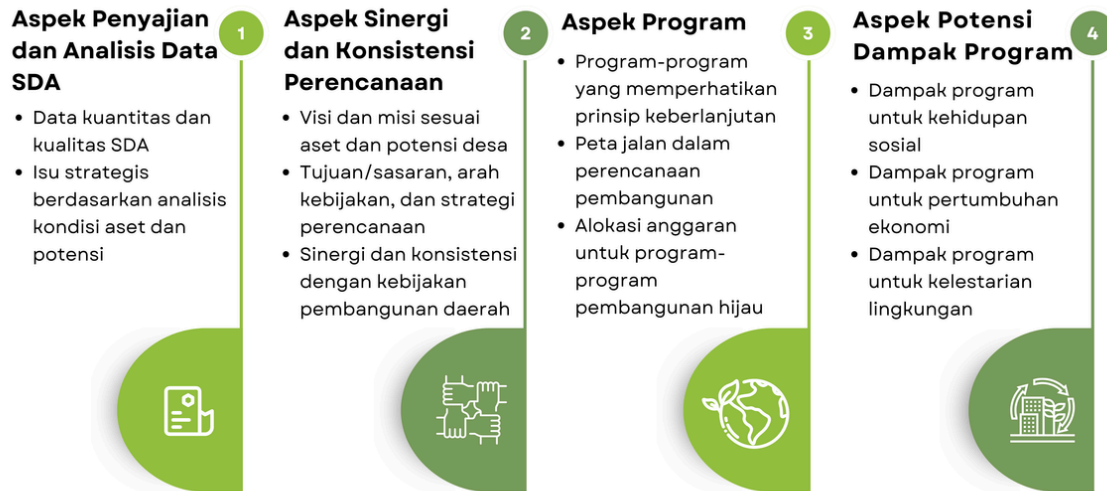 Aspek Penyajian
dan Analisis Data
SDA
1
• Data kuantitas dan
kualitas SDA
• Isu strategis
berdasarkan analisis
kondisi aset dan
potensi
Aspek Sinergi
dan Konsistensi
Perencanaan
2
• Visi dan misi sesuai
aset dan potensi desa
• Tujuan/sasaran, arah
kebijakan, dan strategi
perencanaan
• Sinergi dan konsistensi
dengan kebijakan
pembangunan daerah
Aspek Program
3
• Program-program
yang memperhatikan
prinsip keberlanjutan
• Peta jalan dalam
perencanaan
pembangunan
• Alokasi anggaran
untuk program-
program
pembangunan hijau
Aspek Potensi
Dampak Program
4
• Dampak program
untuk kehidupan
sosial
• Dampak program
untuk pertumbuhan
ekonomi
• Dampak program
untuk kelestarian
lingkungan